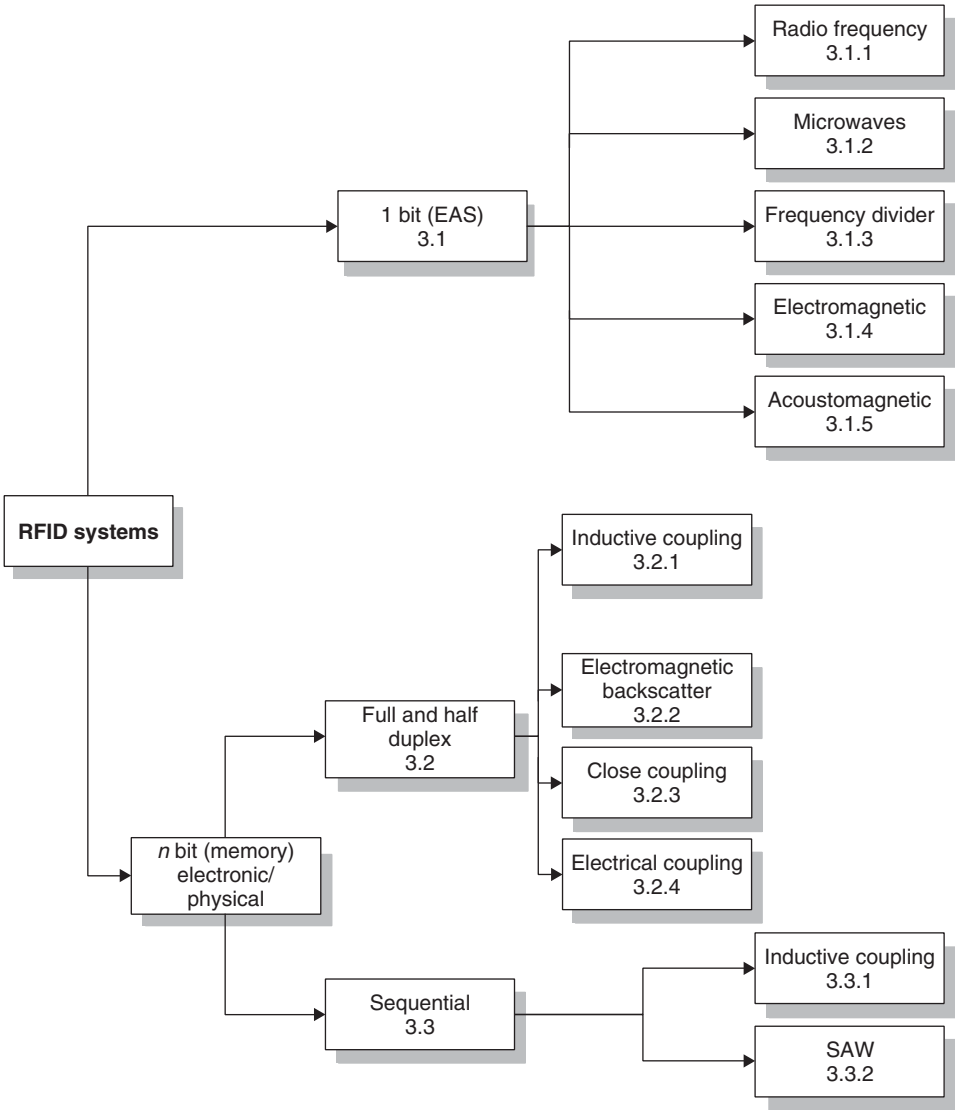 Radio frequency
3.1.1
Microwaves
3.1.2
1 bit (EAS)
3.1
Frequency divider
3.1.3
Electromagnetic
3.1.4
Acoustomagnetic
3.1.5
RFID systems
Inductive coupling
3.2.1
Electromagnetic
backscatter
3.2.2
Full and half
duplex
3.2
Close coupling
3.2.3
n bit (memory)
electronic/
physical
Electrical coupling
3.2.4
Inductive coupling
3.3.1
Sequential
3.3
SAW
3.3.2